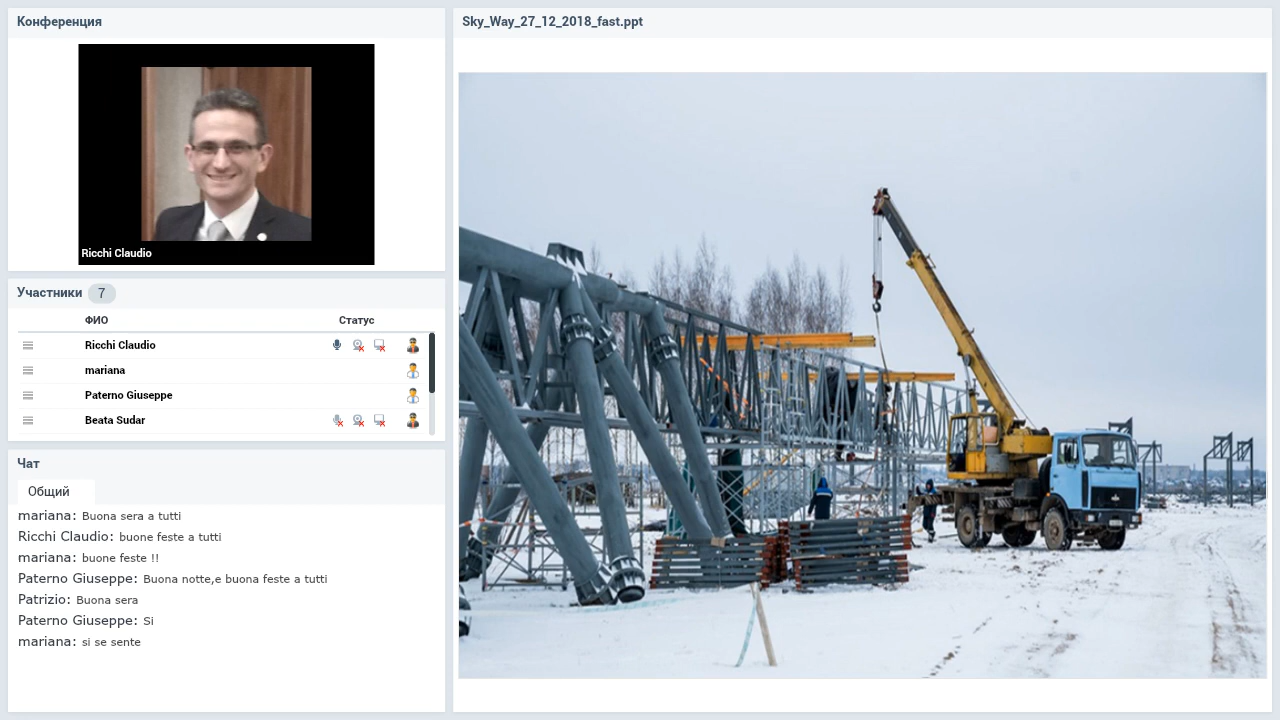 Конференция
Ricchi Claudio
Участники 7
ФИО Статус
Ricchi Claudio
mariana
Paterno Giuseppe
Beata Sudar
Чат
Общий
mariana: Buona sera a tutti
Ricchi Claudio: buone feste a tutti
mariana: buone feste !!
Paterno Giuseppe: Buona notte,e buona feste a tutti
Patrizio: Buona sera
Paterno Giuseppe: Si
mariana: si se sente
Sky_Way_27_12_2018_fast.ppt